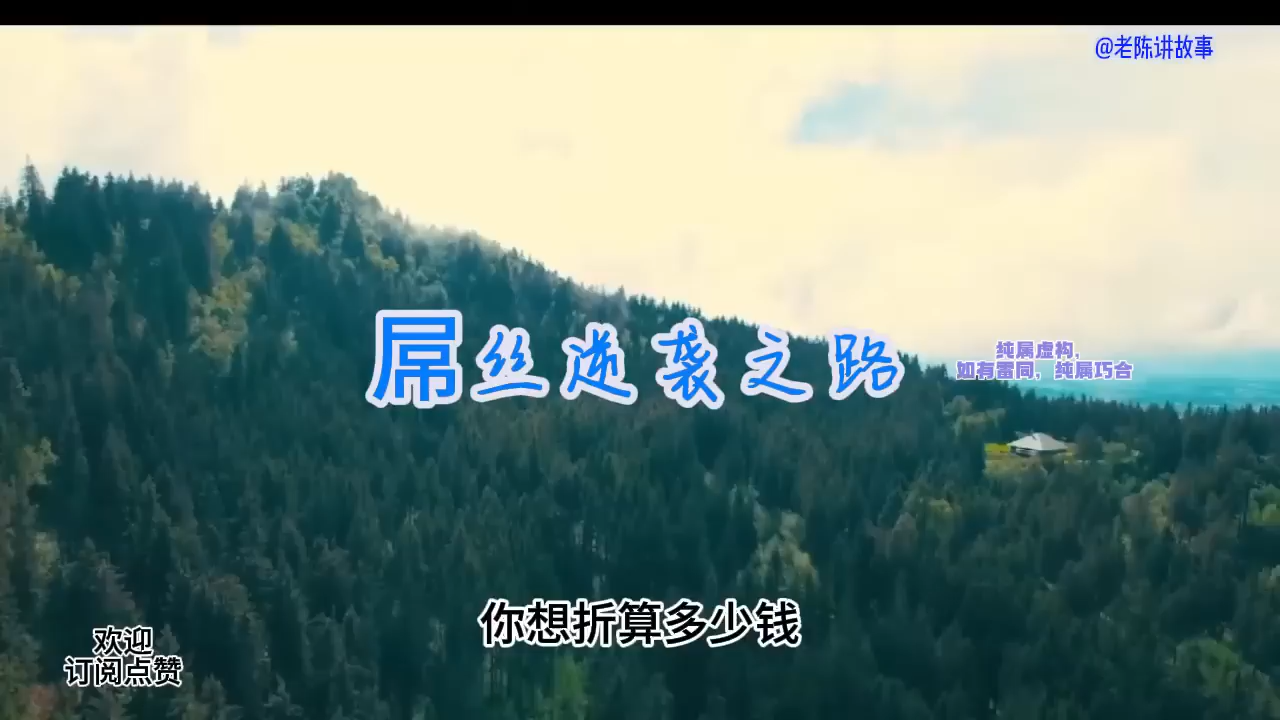 @老陈讲故事
屌丝逆袭之路
纯属虚构,
如有雷同,纯属巧合
你想折算多少钱
欢迎
订阅点赞